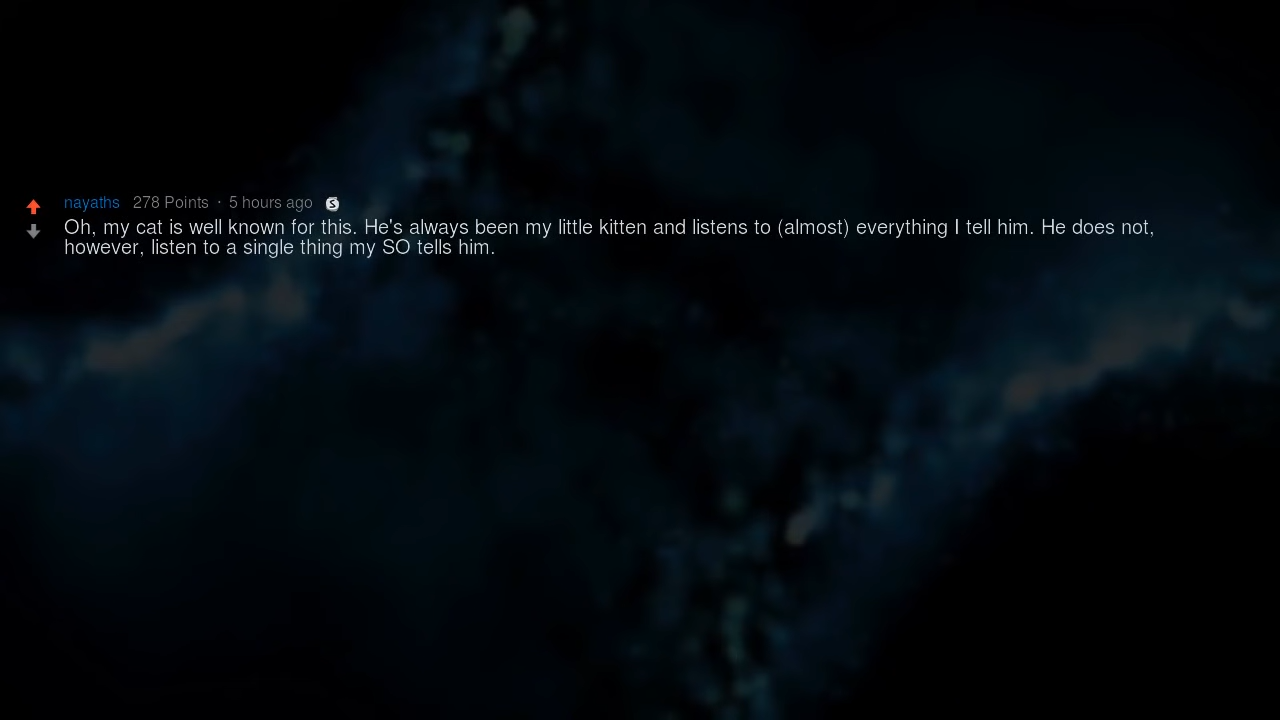 nayaths 278 Points · 5 hours ago S
Oh, my cat is well known for this. He's always been my little kitten and listens to (almost) everything I tell him. He does not,
however, listen to a single thing my SO tells him.